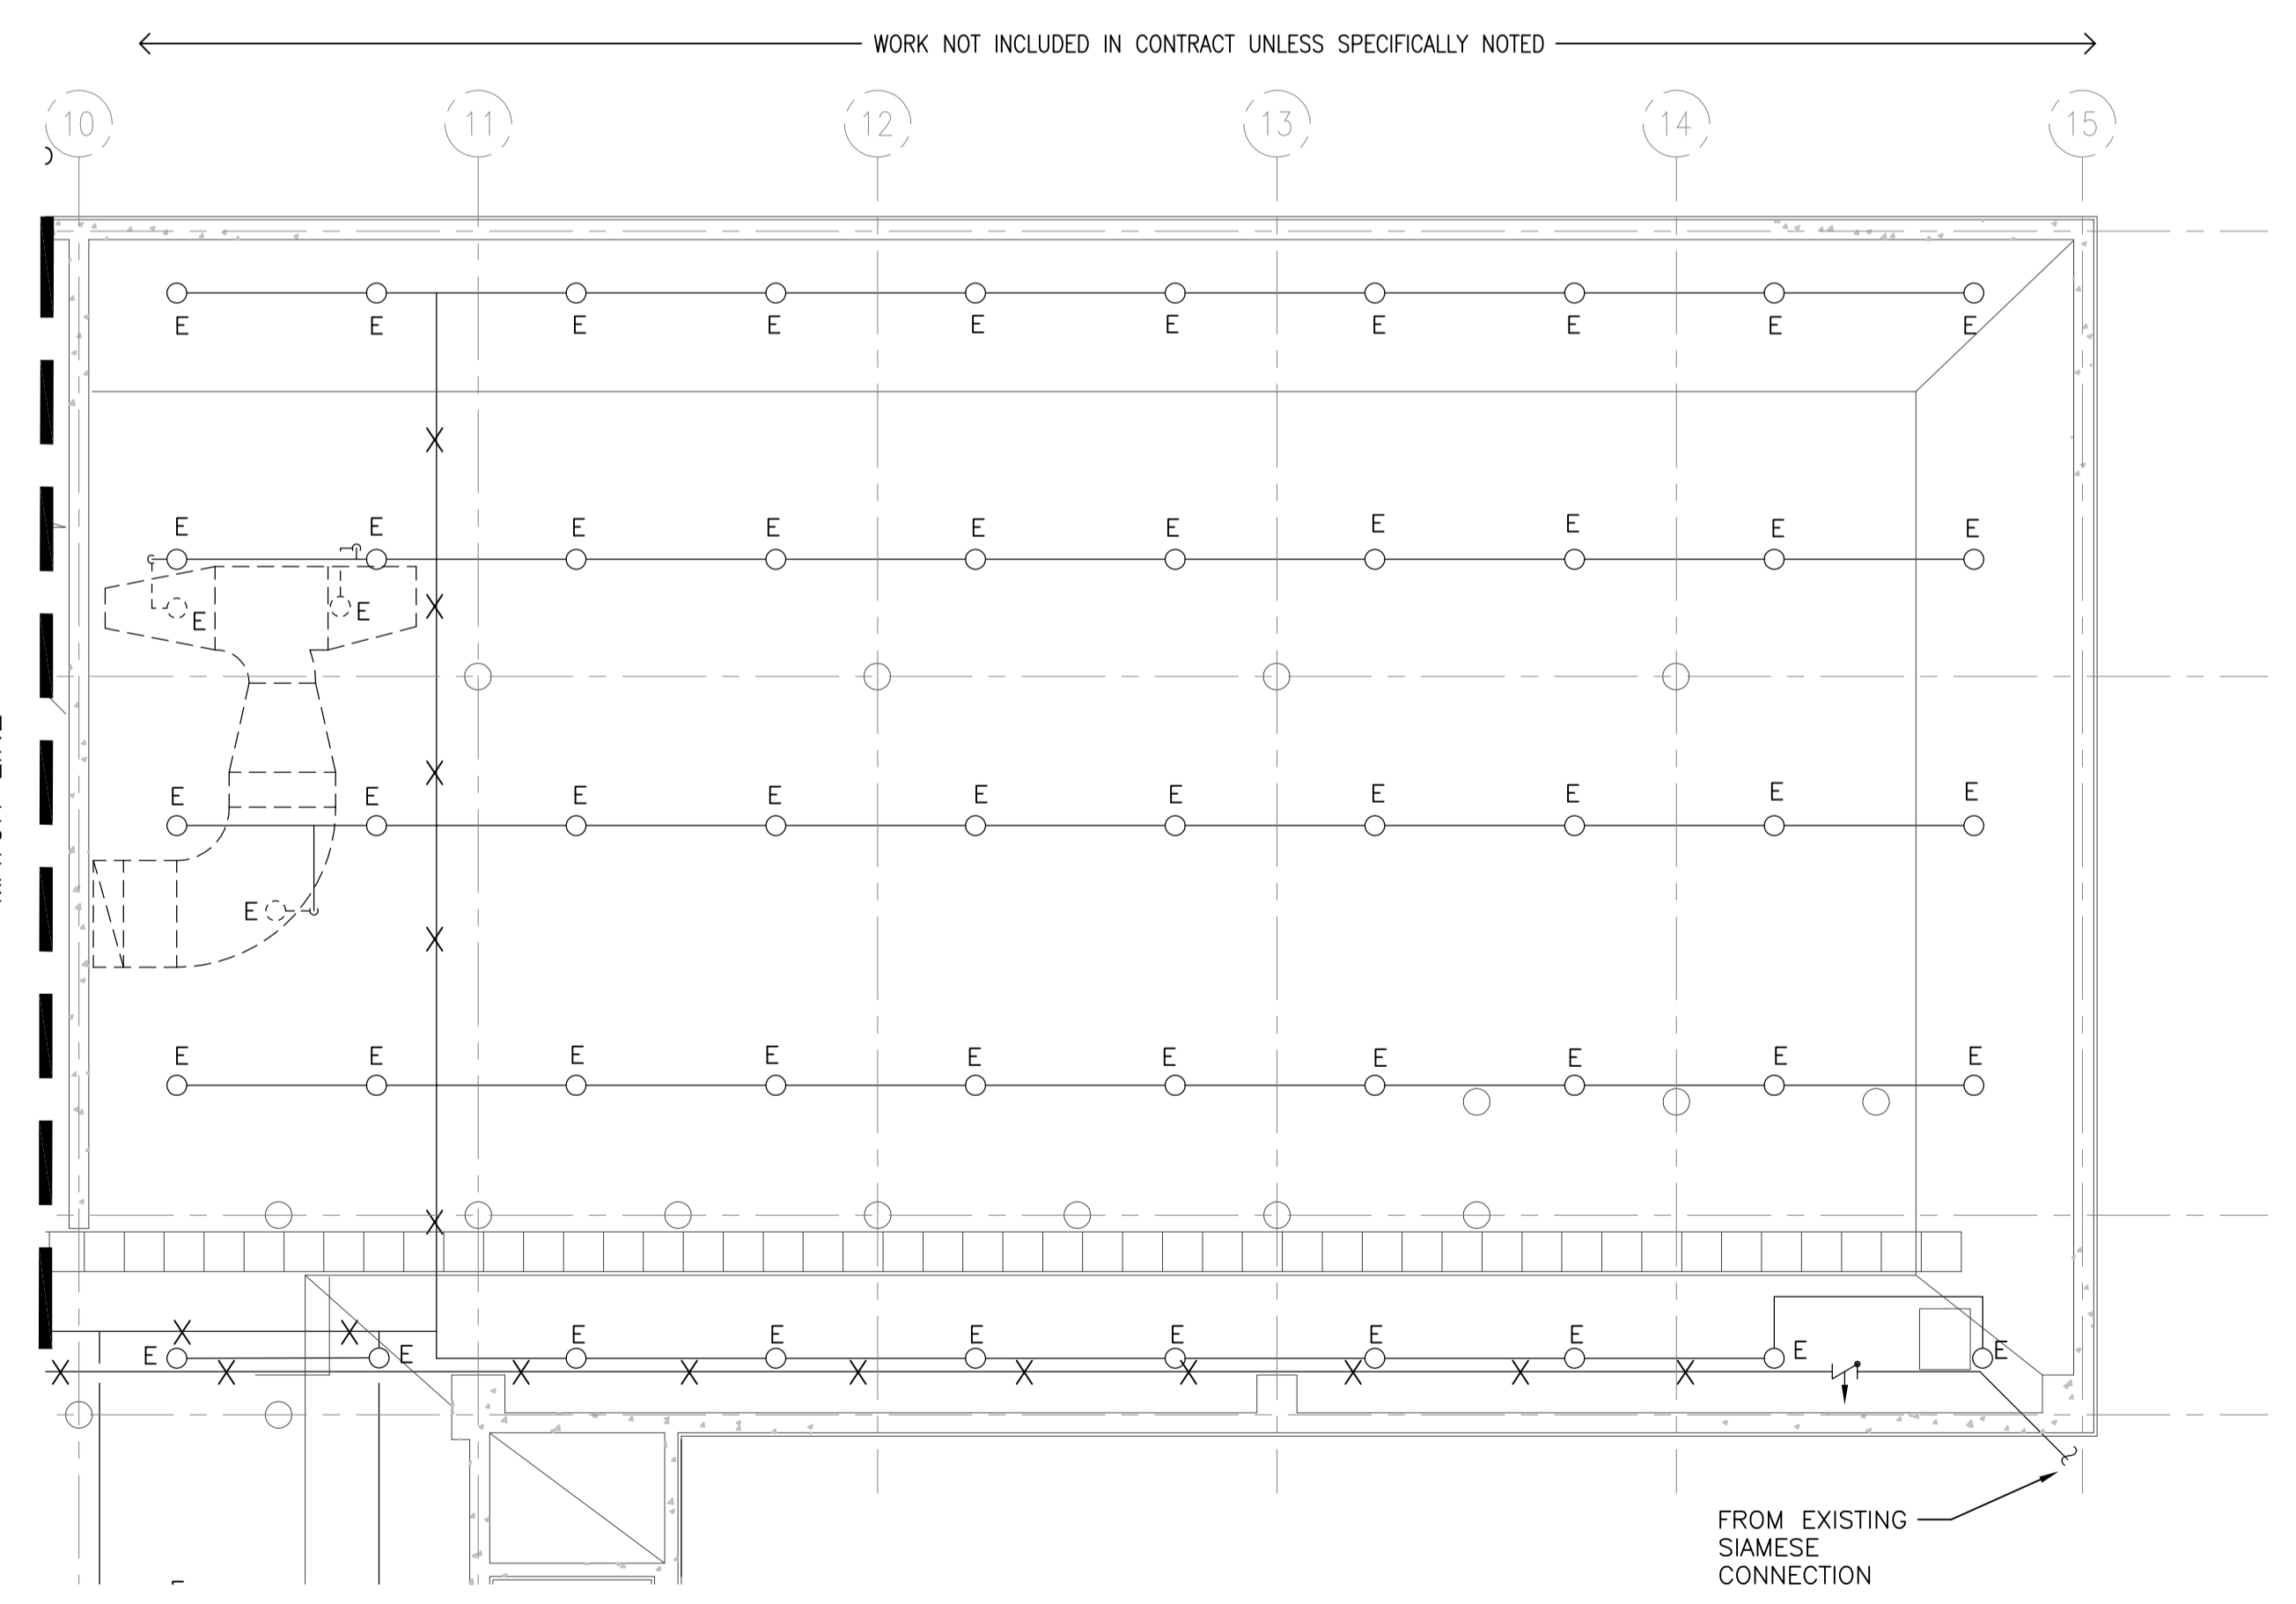 WORK NOT INCLUDED IN CONTRACT UNLESS SPECIFICALLY NOTED
10 11 12 13 14 15
E E E E E E E E E E
X
E E E E E E E E E E
E E X
E E E E E E E E E E
X
E
X
E E E E E E E E E E
X
X X E E E E E E
E E E E
X X X X X X X X X X
FROM EXISTING
SIAMESE
CONNECTION